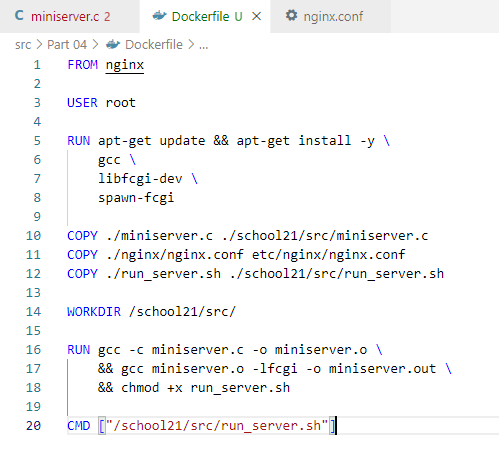 miniserver.c 2 Dockerfile U nginx.conf
src > Part 04 > Dockerfile > ...
1 FROM nginx
2
3 USER root
4
5 RUN apt-get update && apt-get install -y \
6 gcc \
7 libfcgi-dev \
8 spawn-fcgi
9
10 COPY ./miniserver.c ./school21/src/miniserver.c
11 COPY ./nginx/nginx.conf etc/nginx/nginx.conf
12 COPY ./run_server.sh ./school21/src/run_server.sh
13
14 WORKDIR /school21/src/
15
16 RUN gcc -c miniserver.c -o miniserver.o \
17 && gcc miniserver.o -lfcgi -o miniserver.out \
18 && chmod +x run_server.sh
19
20 CMD ["/school21/src/run_server.sh"]